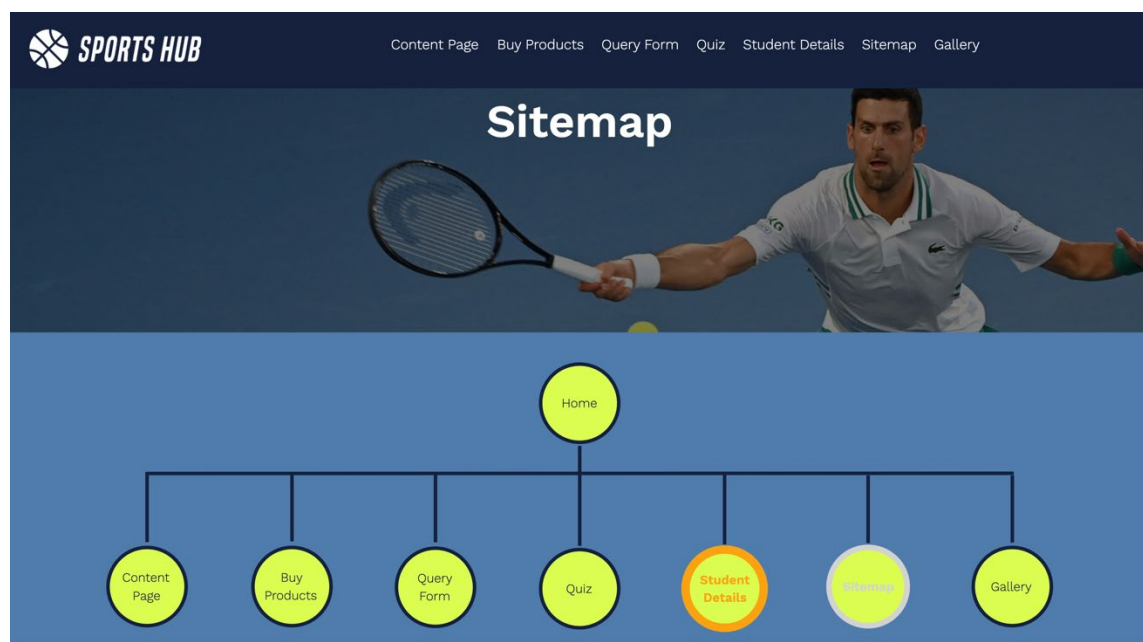 SPORTS HUB
Content Page Buy Products Query Form Quiz Student Details Sitemap Gallery
Sitemap
Home
Content
Page
Buy
Products
Query
Form
Quiz
Student
Details
Sitemap
Gallery